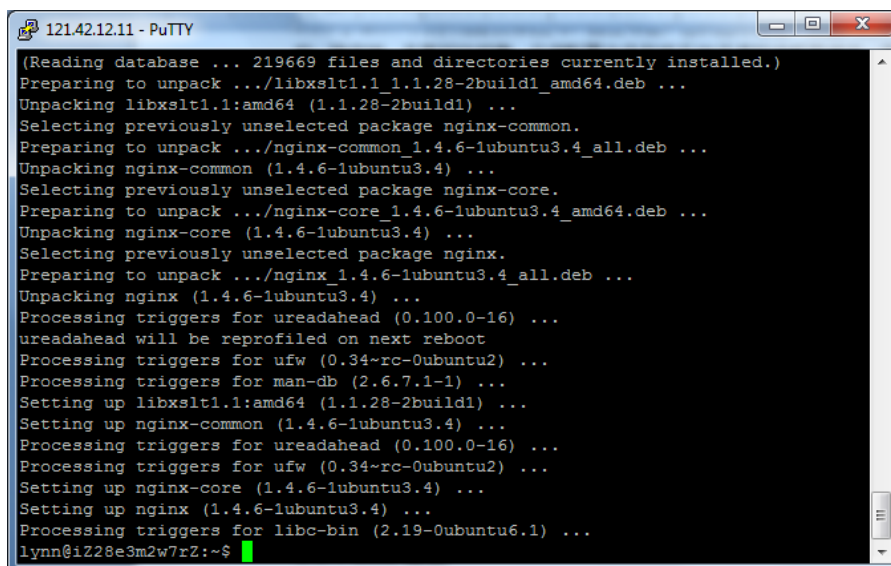 121.42.12.11 - PuTTY
(Reading database ... 219669 files and directories currently installed.)
Preparing to unpack .../libxslt1.1_1.1.28-2build1_amd64.deb ...
Unpacking libxslt1.1:amd64 (1.1.28-2build1) ...
Selecting previously unselected package nginx-common.
Preparing to unpack .../nginx-common_1.4.6-1ubuntu3.4_all.deb ...
Unpacking nginx-common (1.4.6-1ubuntu3.4) ...
Selecting previously unselected package nginx-core.
Preparing to unpack .../nginx-core_1.4.6-1ubuntu3.4_amd64.deb ...
Unpacking nginx-core (1.4.6-1ubuntu3.4) ...
Selecting previously unselected package nginx.
Preparing to unpack .../nginx_1.4.6-1ubuntu3.4_all.deb ...
Unpacking nginx (1.4.6-1ubuntu3.4) ...
Processing triggers for ureadahead (0.100.0-16) ...
ureadahead will be reprofiled on next reboot
Processing triggers for ufw (0.34~rc-0ubuntu2) ...
Processing triggers for man-db (2.6.7.1-1) ...
Setting up libxslt1.1:amd64 (1.1.28-2build1) ...
Setting up nginx-common (1.4.6-1ubuntu3.4) ...
Processing triggers for ureadahead (0.100.0-16) ...
Processing triggers for ufw (0.34~rc-0ubuntu2) ...
Setting up nginx-core (1.4.6-1ubuntu3.4) ...
Setting up nginx (1.4.6-1ubuntu3.4) ...
Processing triggers for libc-bin (2.19-0ubuntu6.1) ...
lynn@iZ28e3m2w7rZ:~$